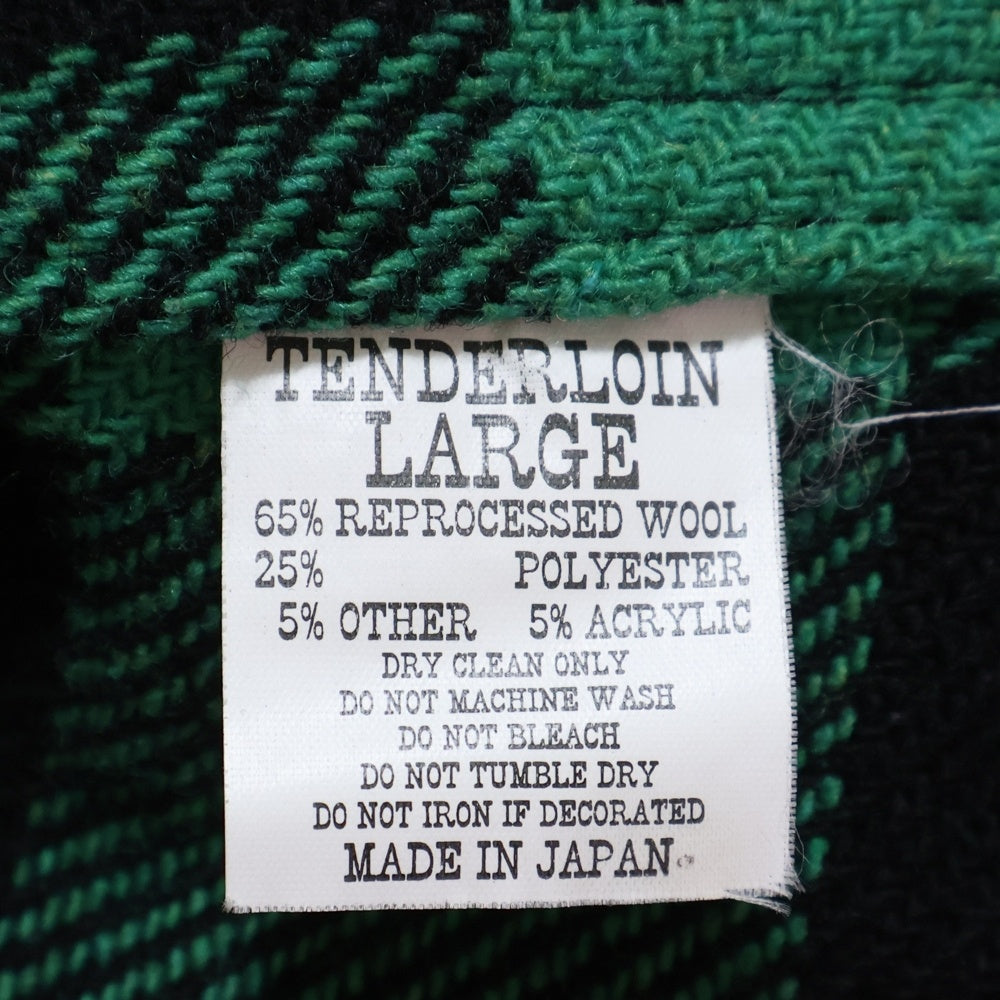 TENDERLOIN
LARGE
65% REPROCESSED WOOL
25% POLYESTER
5% OTHER 5% ACRYLIC
DRY CLEAN ONLY
DO NOT MACHINE WASH
DO NOT BLEACH
DO NOT TUMBLE DRY
DO NOT IRON IF DECORATED
MADE IN JAPAN